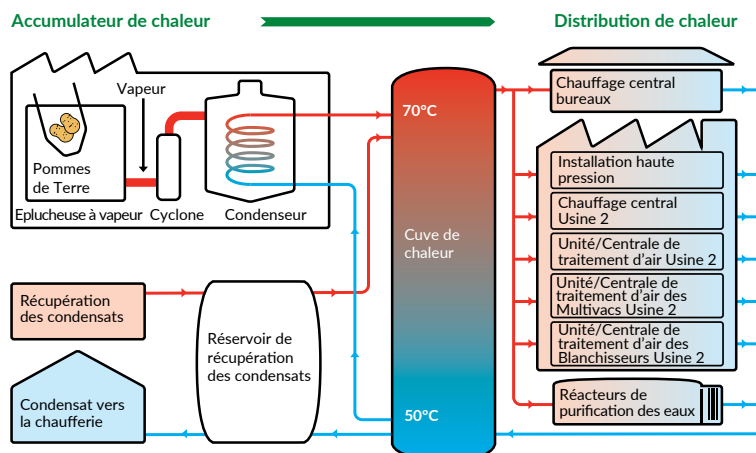 Accumulateur de chaleur
Distribution de chaleur
Vapeur
Pommes
de Terre
Eplucheuse à vapeur
Cyclone
Condenseur
Récupération
des condensats
Réservoir de
récupération
des condensats
Condensat vers
la chaufferie
70°C
Cuve de
chaleur
50°C
Chauffage central
bureaux
Installation haute
pression
Chauffage central
Usine 2
Unité/Centrale de
traitement d'air Usine 2
Unité/Centrale de
traitement d'air des
Multivacs Usine 2
Unité/Centrale de
traitement d'air des
Blanchisseurs Usine 2
Réacteurs de
purification des eaux